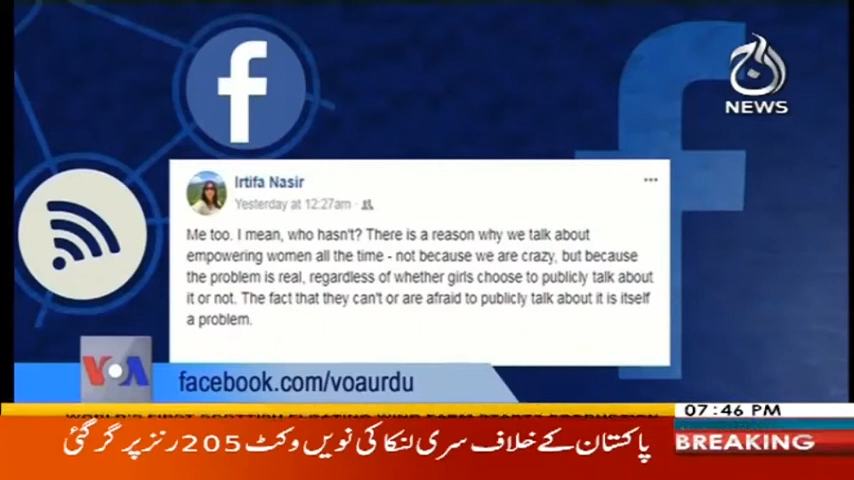 آج
NEWS
Irtifa Nasir
Yesterday at 12:27am
Me too. I mean, who hasn't? There is a reason why we talk about
empowering women all the time - not because we are crazy, but because
the problem is real, regardless of whether girls choose to publicly talk about
it or not. The fact that they can't or are afraid to publicly talk about it is itself
a problem.
VOA
facebook.com/voaurdu
07:46 PM
پاکستان کے خلاف سری لنکا کی نویں وکٹ 205 رنز پر گر گئی
BREAKING